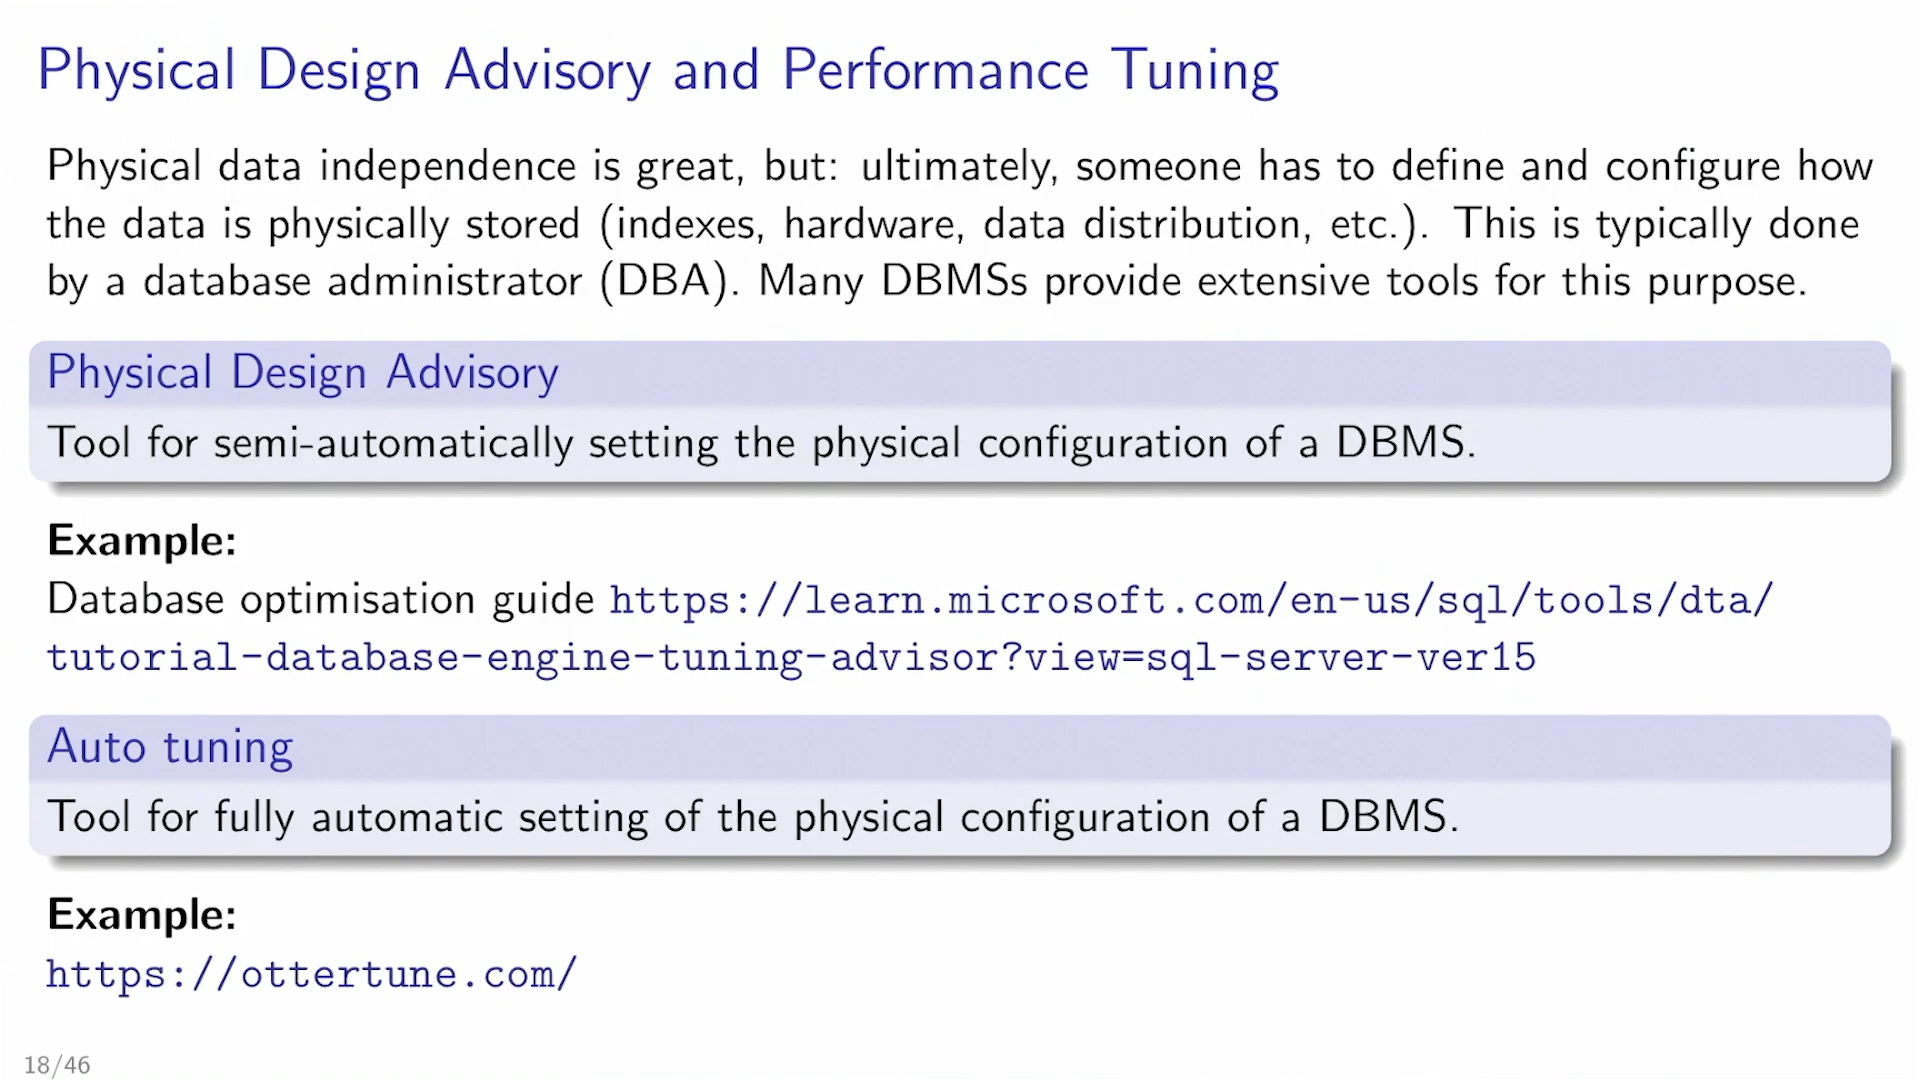 Physical Design Advisory and Performance Tuning
Physical data independence is great, but: ultimately, someone has to define and configure how
the data is physically stored (indexes, hardware, data distribution, etc.). This is typically done
by a database administrator (DBA). Many DBMSs provide extensive tools for this purpose.
Physical Design Advisory
Tool for semi-automatically setting the physical configuration of a DBMS.
Example:
Database optimisation guide https://learn.microsoft.com/en-us/sql/tools/dta/
tutorial-database-engine-tuning-advisor?view=sql-server-ver15
Auto tuning
Tool for fully automatic setting of the physical configuration of a DBMS.
Example:
https://ottertune.com/
18/46